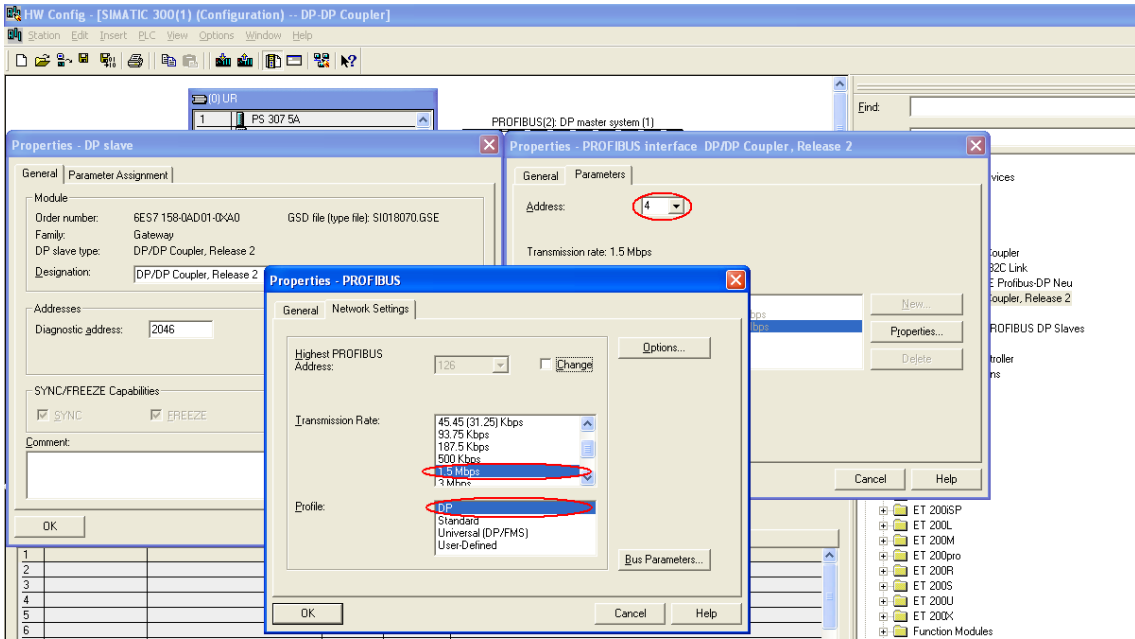 HW Config - [SIMATIC 300(1) (Configuration) -- DP-DP Coupler]
Station Edit Insert PLC View Options Window Help
(0) UR
1 PS 307 5A
PROFIBUS(2): DP master system (1)
Find:
Properties - DP slave
General Parameter Assignment
Module
Order number: 6ES7 158-0AD01-0XA0 GSD file (type file): SI018070.GSE
Family: Gateway
DP slave type: DP/DP Coupler, Release 2
Designation: DP/DP Coupler, Release 2
Addresses
Diagnostic address: 2046
SYNC/FREEZE Capabilities
SYNC FREEZE
Comment:
OK
Properties - PROFIBUS interface DP/DP Coupler, Release 2
General Parameters
Address: 4
Transmission rate: 1.5 Mbps
New...
Properties...
Delete
Cancel Help
Properties - PROFIBUS
General Network Settings
Highest PROFIBUS
Address: 126 Change
Options...
Transmission Rate: 45.45 (31.25) Kbps
93.75 Kbps
187.5 Kbps
500 Kbps
1.5 Mbps
3 Mbps
Profile: DP
Standard
Universal (DP/FMS)
User-Defined
Bus Parameters...
OK Cancel Help
1
2
3
4
5
6
vices
Coupler
B2C Link
E Profibus-DP Neu
Coupler, Release 2
ROFIBUS DP Slaves
troller
ns
ET 200iSP
ET 200L
ET 200M
ET 200pro
ET 200R
ET 200S
ET 200U
ET 200X
Function Modules